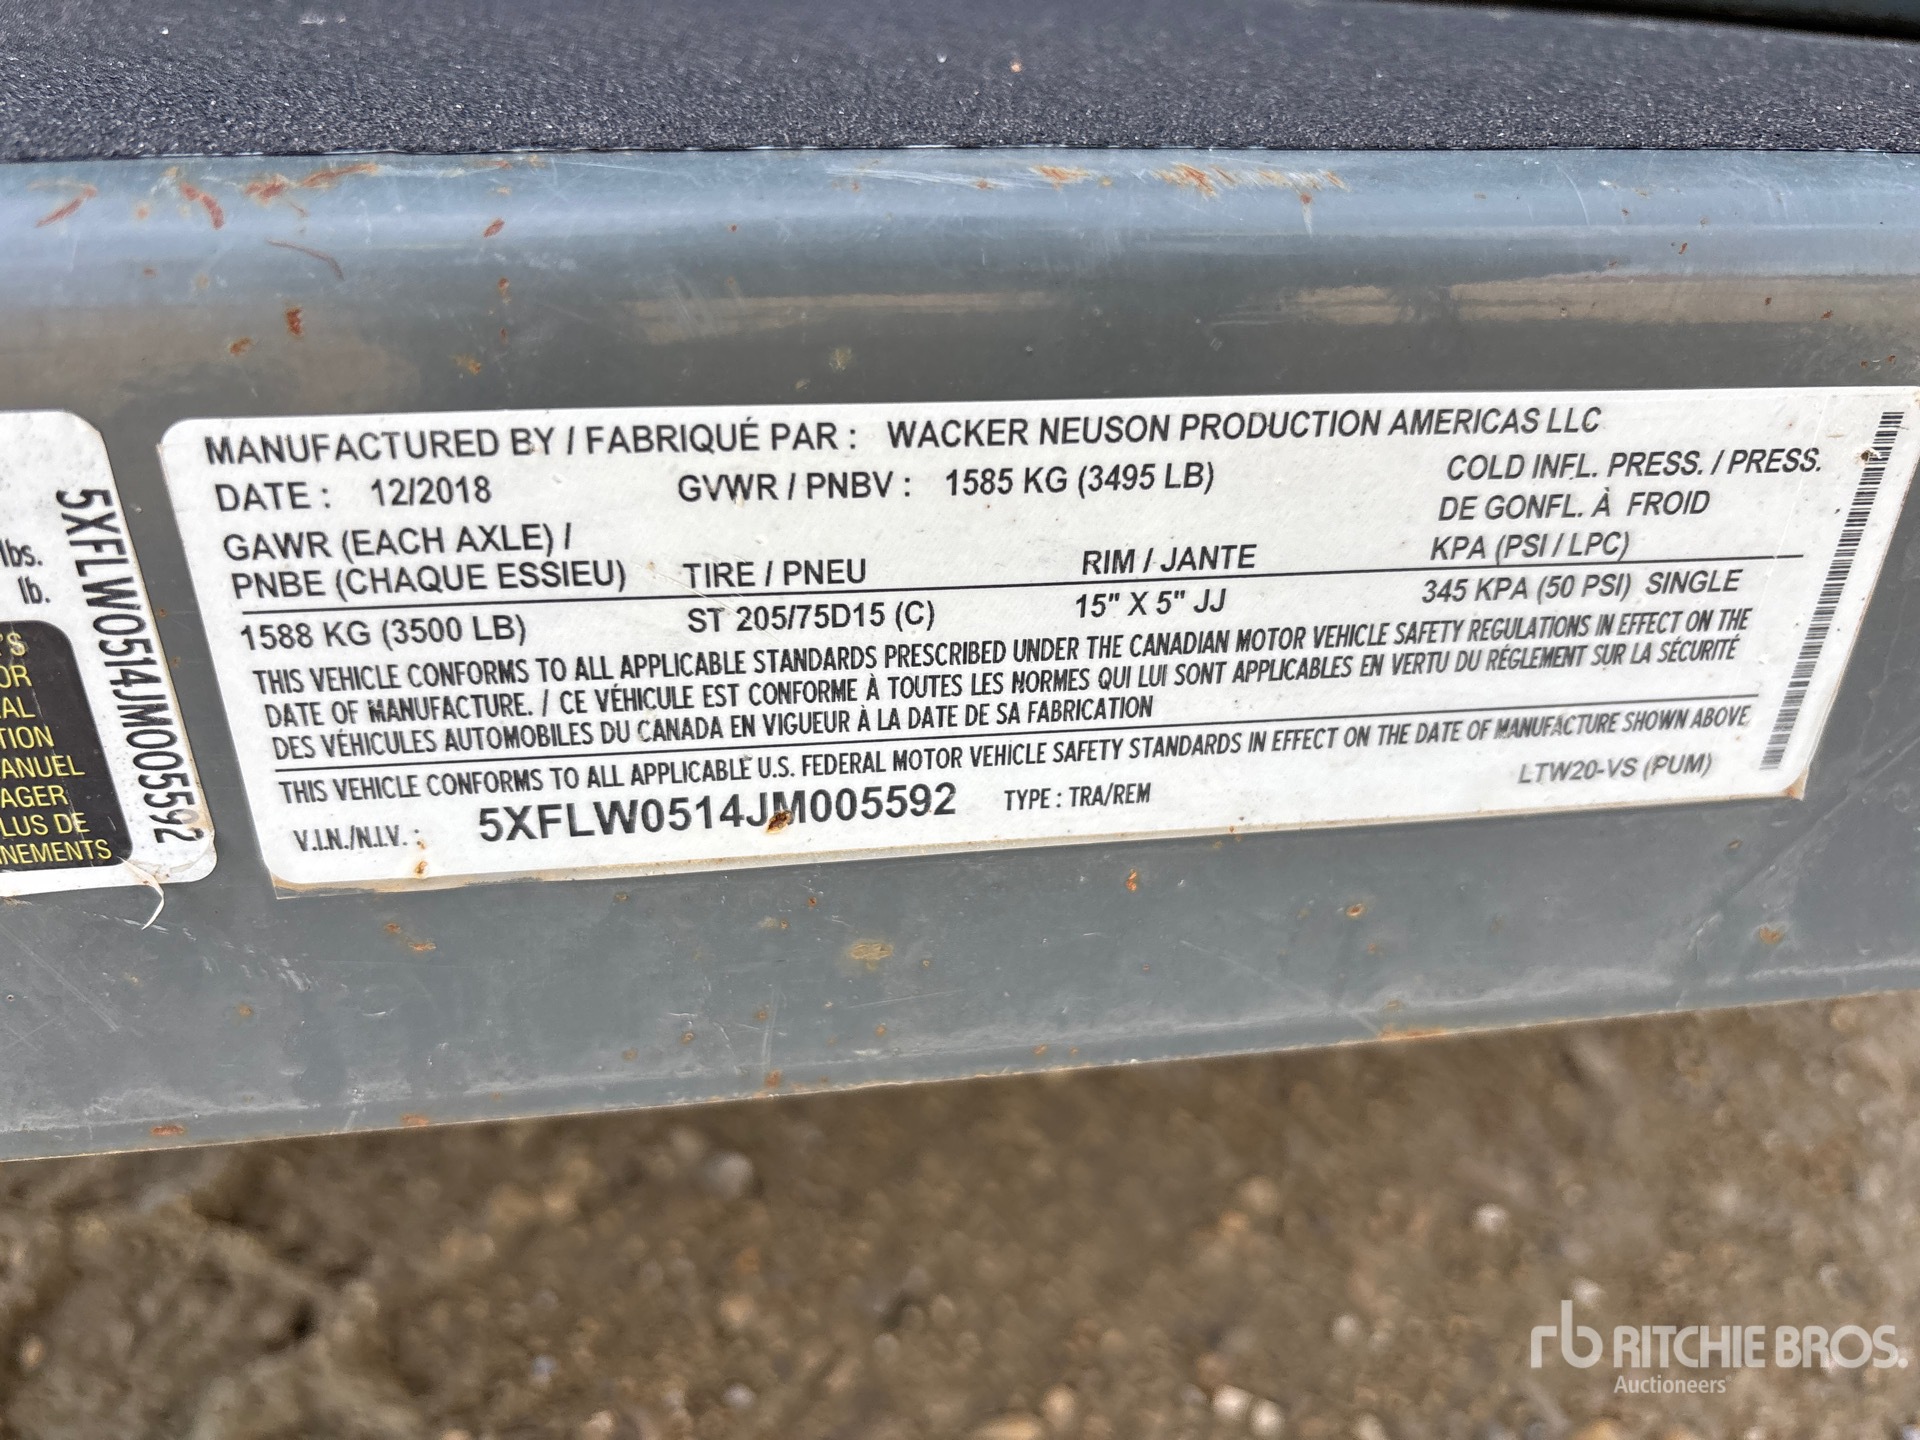 lbs.
lb.
'S
OR
AL
TION
ANUEL
AGER
LUS DE
NEMENTS
5XFLW0514JM005592
MANUFACTURED BY / FABRIQUÉ PAR : WACKER NEUSON PRODUCTION AMERICAS LLC
DATE : 12/2018 GVWR / PNBV : 1585 KG (3495 LB) COLD INFL. PRESS. / PRESS.
DE GONFL. À FROID
GAWR (EACH AXLE) /
PNBE (CHAQUE ESSIEU) TIRE / PNEU RIM / JANTE KPA (PSI / LPC)
1588 KG (3500 LB) ST 205/75D15 (C) 15" X 5" JJ 345 KPA (50 PSI) SINGLE
THIS VEHICLE CONFORMS TO ALL APPLICABLE STANDARDS PRESCRIBED UNDER THE CANADIAN MOTOR VEHICLE SAFETY REGULATIONS IN EFFECT ON THE
DATE OF MANUFACTURE. / CE VÉHICULE EST CONFORME À TOUTES LES NORMES QUI LUI SONT APPLICABLES EN VERTU DU RÉGLEMENT SUR LA SÉCURITÉ
DES VÉHICULES AUTOMOBILES DU CANADA EN VIGUEUR À LA DATE DE SA FABRICATION
THIS VEHICLE CONFORMS TO ALL APPLICABLE U.S. FEDERAL MOTOR VEHICLE SAFETY STANDARDS IN EFFECT ON THE DATE OF MANUFACTURE SHOWN ABOVE
V.I.N./N.I.V. : 5XFLW0514JM005592 TYPE : TRA/REM LTW20-VS (PUM)
rb RITCHIE BROS.
Auctioneers